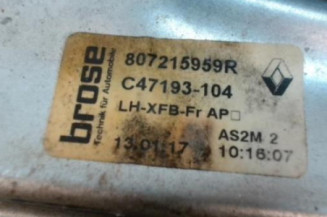 brose
Technik für Automobile
807215959R
C47193-104
LH-XFB-Fr AP□
AS2M 2
13.01.17 10:16:07